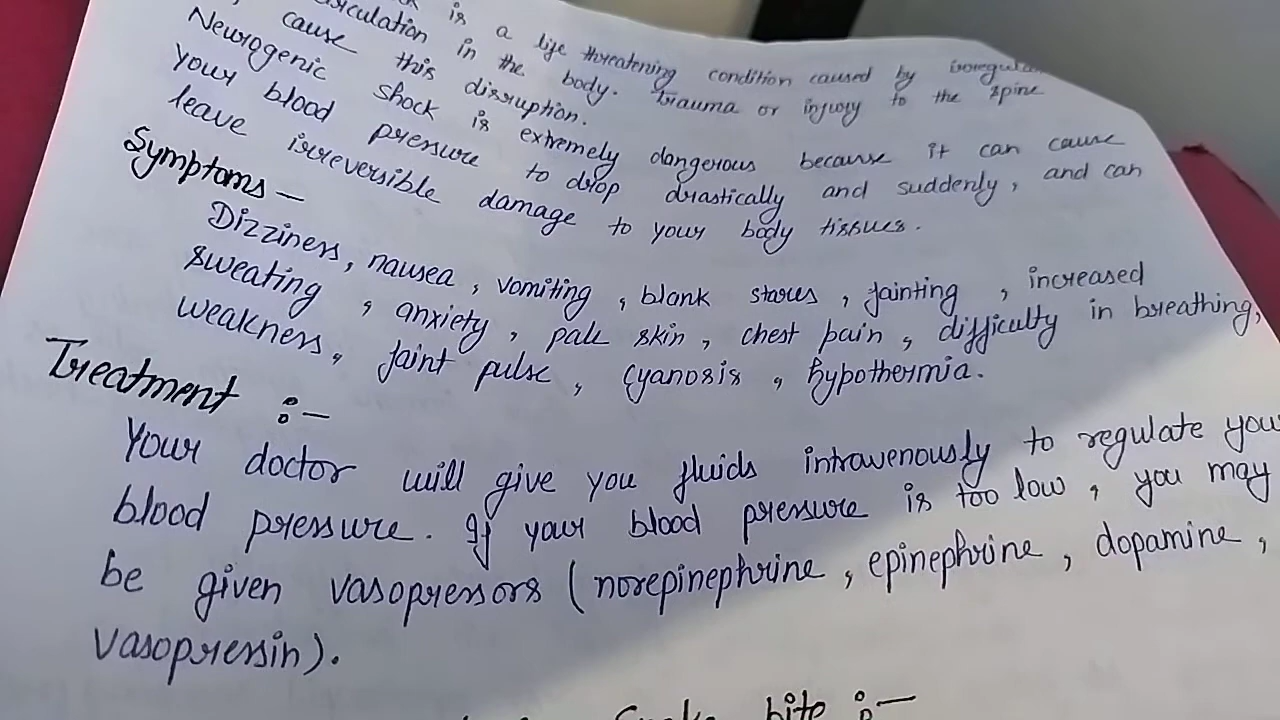 is a life threatening condition caused by
in the body. Trauma or injury to the spine
cause this disruption.
Neurogenic shock is extremely dangerous because it can cause
Your blood pressure to drop drastically and suddenly, and can
leave irreversible damage to your body tissues.
Symptoms –
Dizziness, nausea, vomiting, blank stares, fainting, increased
sweating, anxiety, pale skin, chest pain, difficulty in breathing,
weakness, faint pulse, cyanosis, hypothermia.
Treatment :–
Your doctor will give you fluids intravenously to regulate you
blood pressure. If your blood pressure is too low, you may
be given vasopressors (norepinephrine, epinephrine, dopamine,
vasopressin).
bite :–